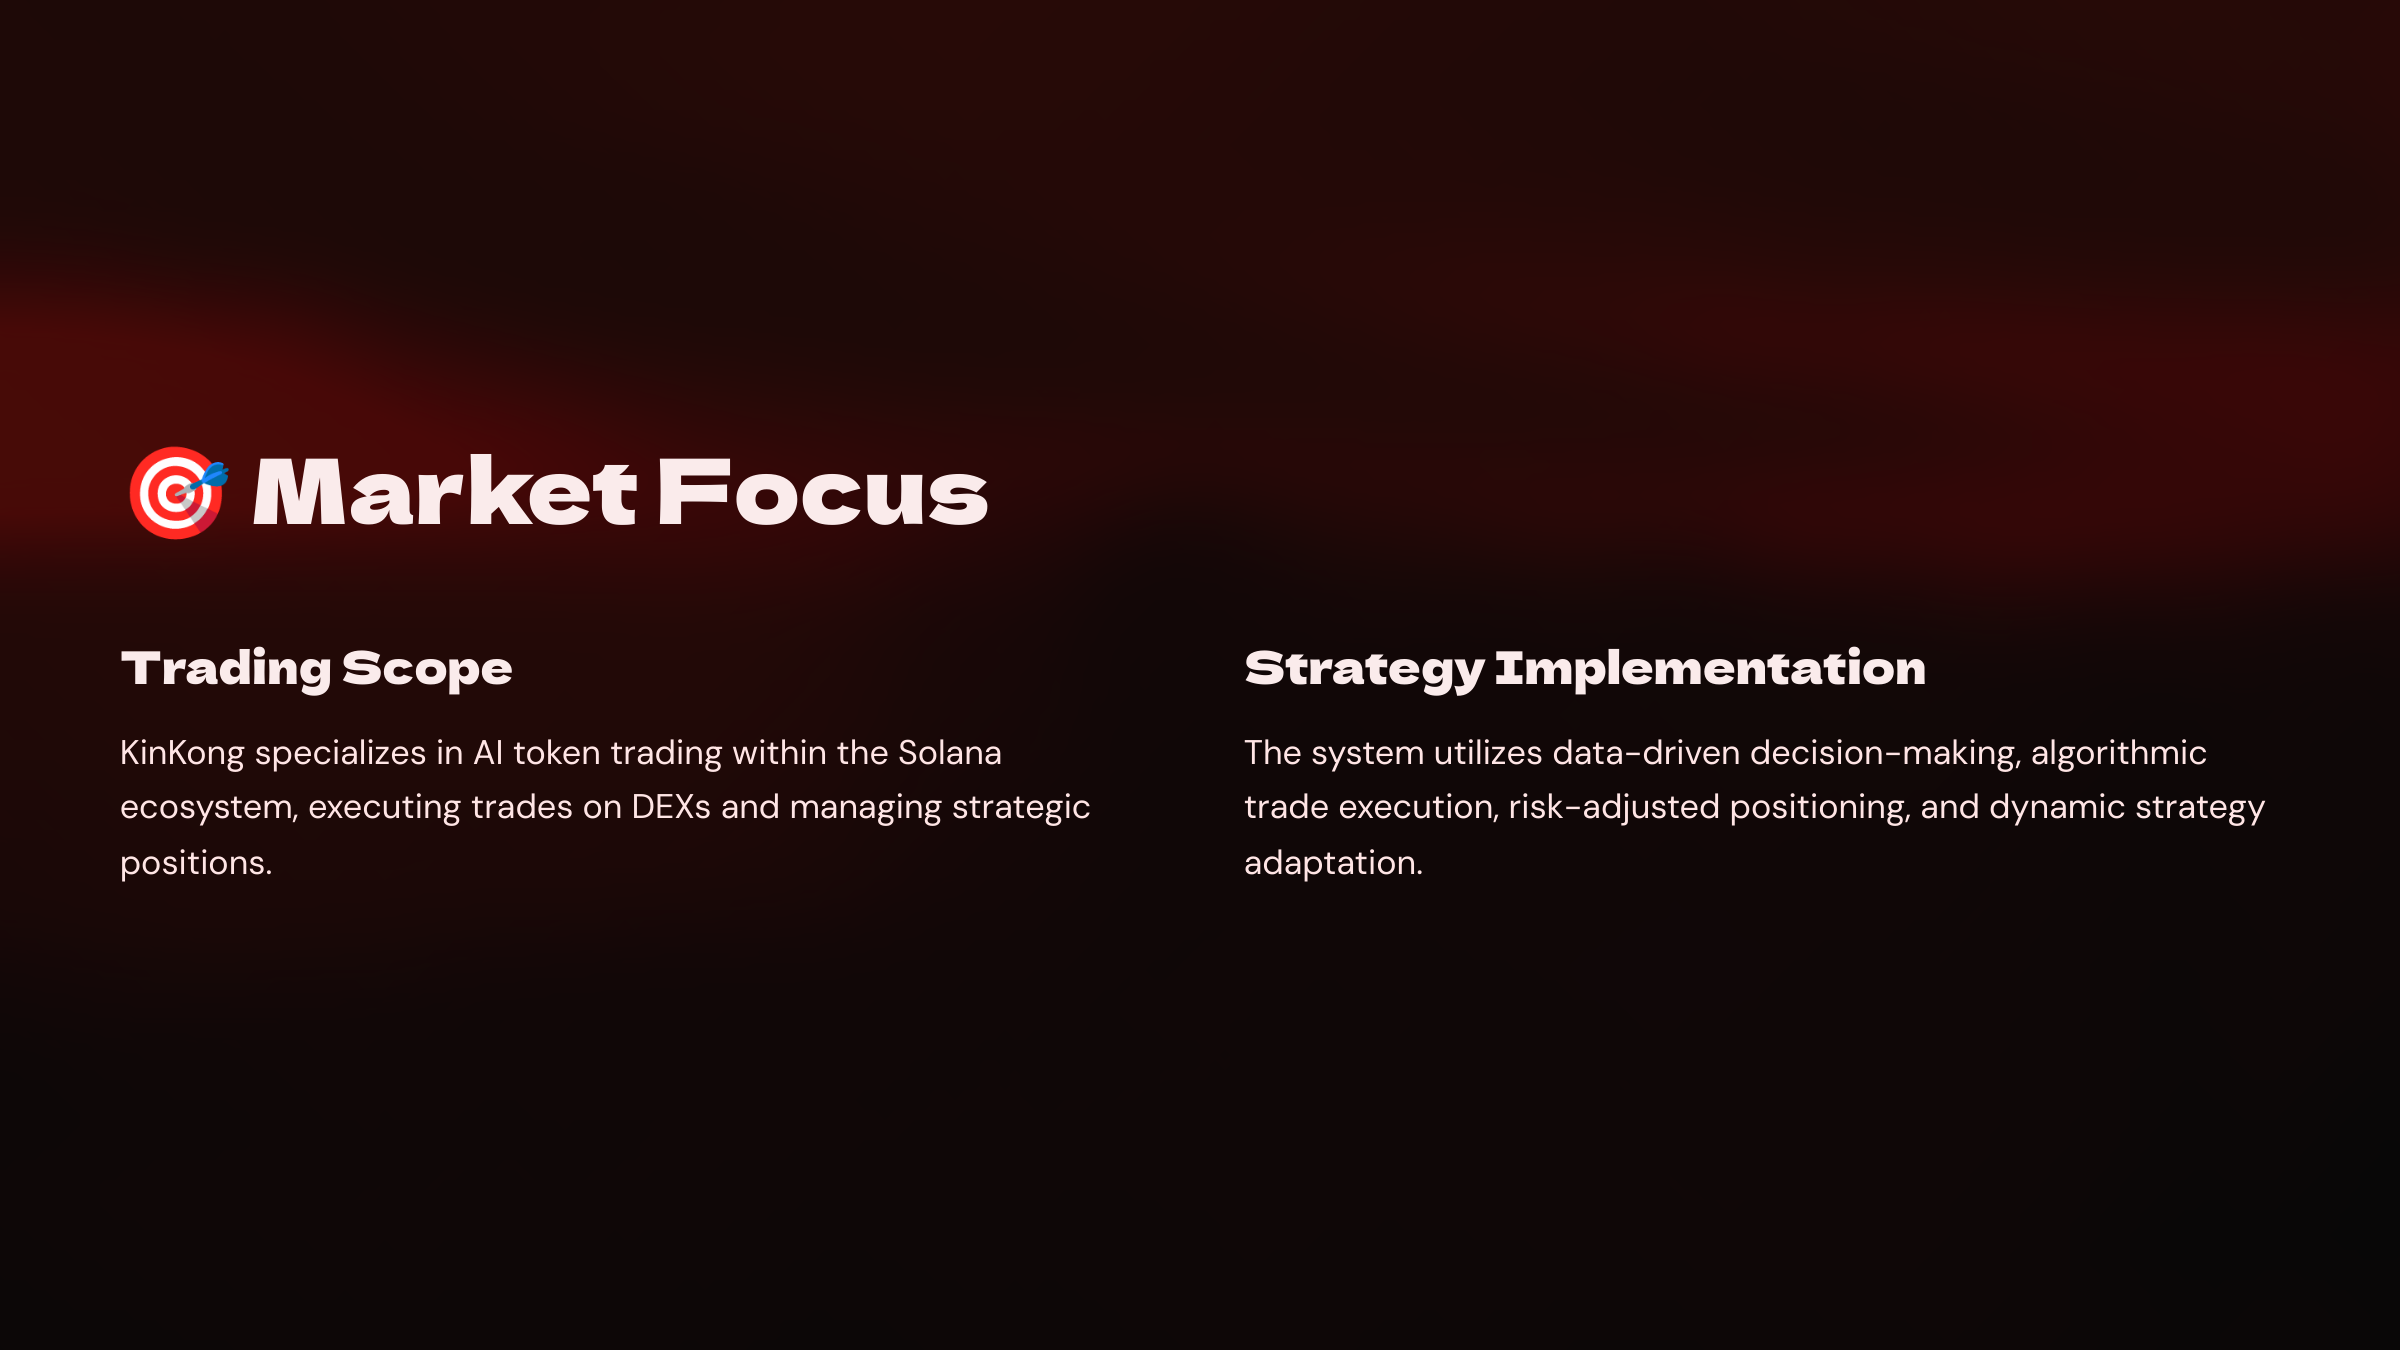 🎯 Market Focus
Trading Scope
KinKong specializes in AI token trading within the Solana
ecosystem, executing trades on DEXs and managing strategic
positions.
Strategy Implementation
The system utilizes data-driven decision-making, algorithmic
trade execution, risk-adjusted positioning, and dynamic strategy
adaptation.